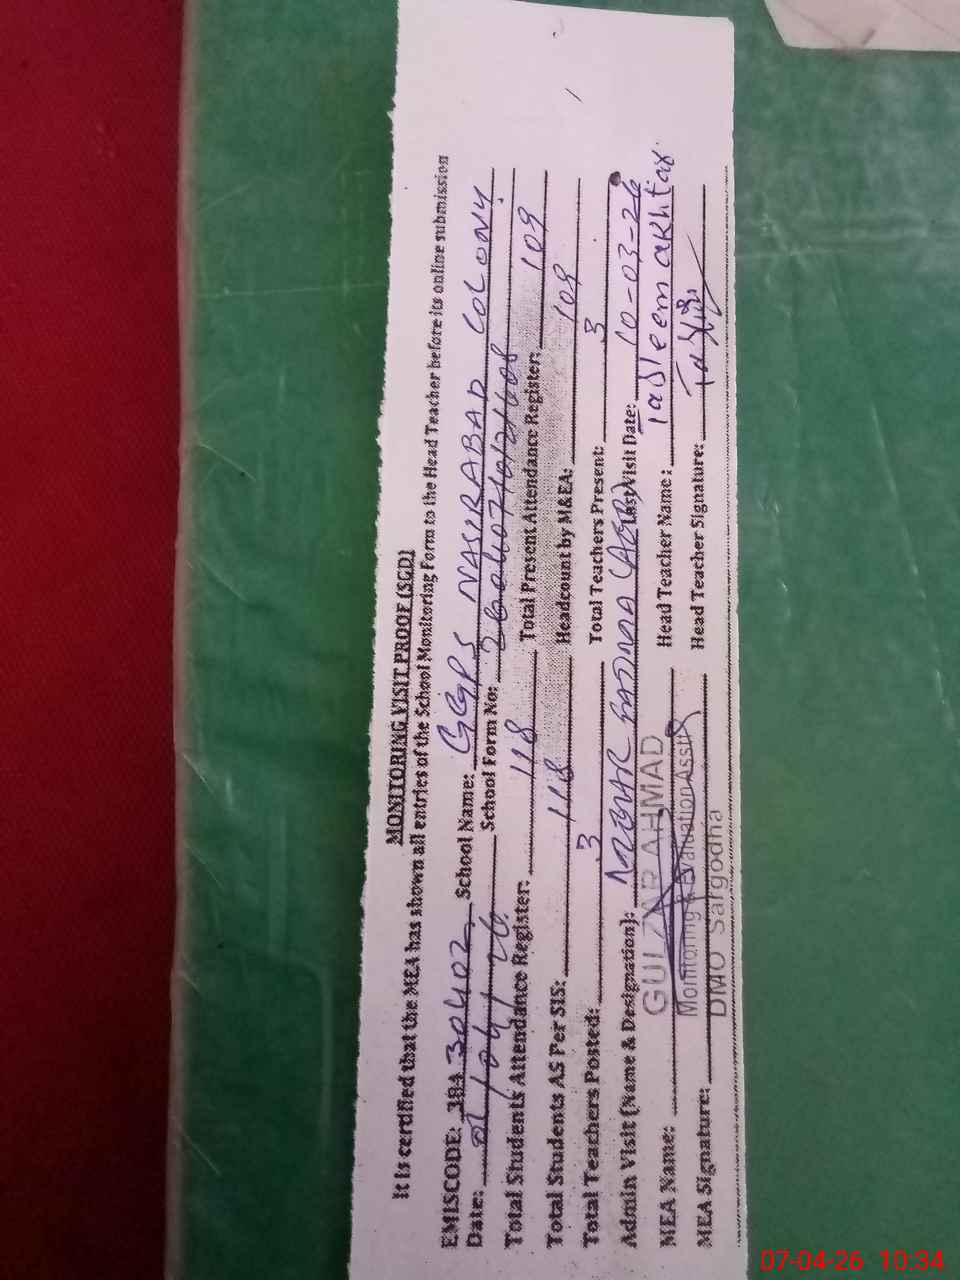 MONITORING VISIT PROOF (SGD)
It is certified that the MEA has shown all entries of the School Monitoring Form to the Head Teacher before its online submission
EMISCODE: 384 30402 School Name: GGPS NASIRABAD COLONY
Date: 04 / 26 School Form No:
Total Students Attendance Register: 118 Total Present Attendance Register: 109
Total Students AS Per SIS: 118 Headcount by M&EA: 109
Total Teachers Posted: 3 Total Teachers Present: 3
Admin Visit (Name & Designation): Last Visit Date: 10-03-26
MEA Name: GULZAR AHMAD Head Teacher Name: Tasleem akhtar
Monitoring & Evaluation Asstt
MEA Signature: DMO Sargodha Head Teacher Signature:
07-04-26 10:34